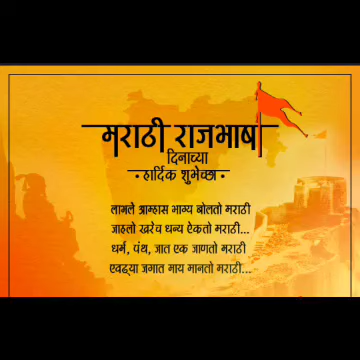 मराठी राजभाषा
दिनाच्या
• हार्दिक शुभेच्छा •
लाभले आम्हास भाग्य बोलतो मराठी
जाहलो खरेच धन्य ऐकतो मराठी...
धर्म, पंथ, जात एक जाणतो मराठी
एवढ्या जगात माय मानतो मराठी...